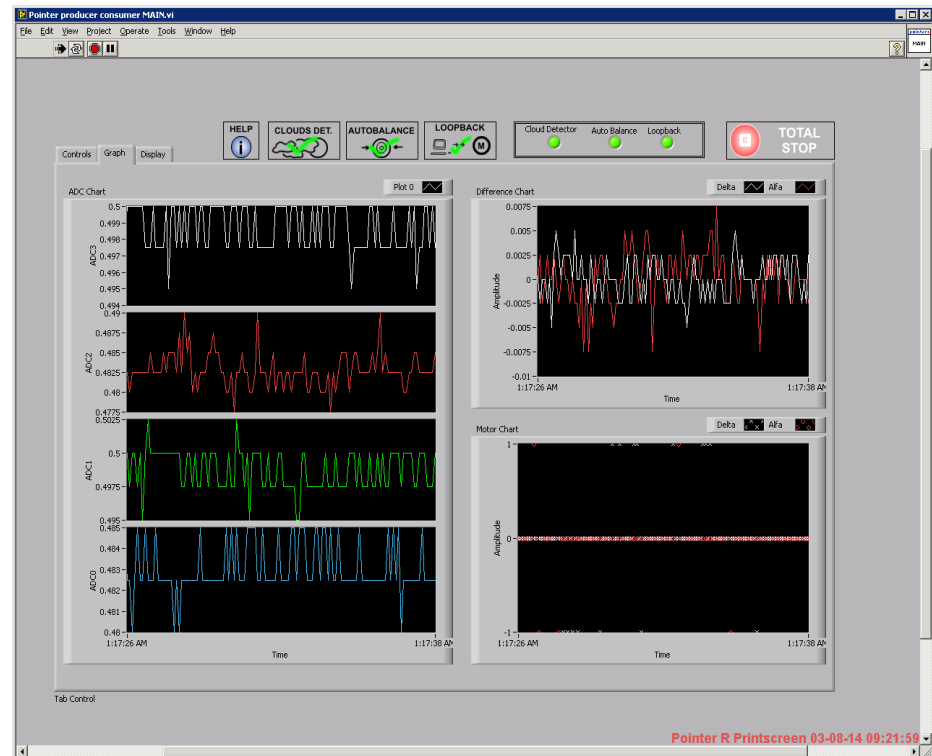 Pointer producer consumer MAIN.vi
File Edit View Project Operate Tools Window Help
MAIN
HELP
CLOUDS DET.
AUTOBALANCE
LOOPBACK
M
Cloud Detector Auto Balance Loopback
TOTAL
STOP
Controls Graph Display
ADC Chart
Plot 0
0.5
0.499
0.498
0.497
0.496
0.495
0.494
ADC3
0.49
0.4875
0.485
0.4825
0.48
0.4775
ADC2
0.5025
0.5
0.4975
0.495
ADC1
0.485
0.484
0.483
0.482
0.481
0.48
ADC0
1:17:26 AM 1:17:38 AM
Time
Difference Chart
Delta Alfa
0.0075
0.005
0.0025
0
-0.0025
-0.005
-0.0075
-0.01
Amplitude
1:17:26 AM 1:17:38 AM
Time
Motor Chart
Delta Alfa
1
0
-1
Amplitude
1:17:26 AM 1:17:38 AM
Time
Tab Control
Pointer R Printscreen 03-08-14 09:21:59